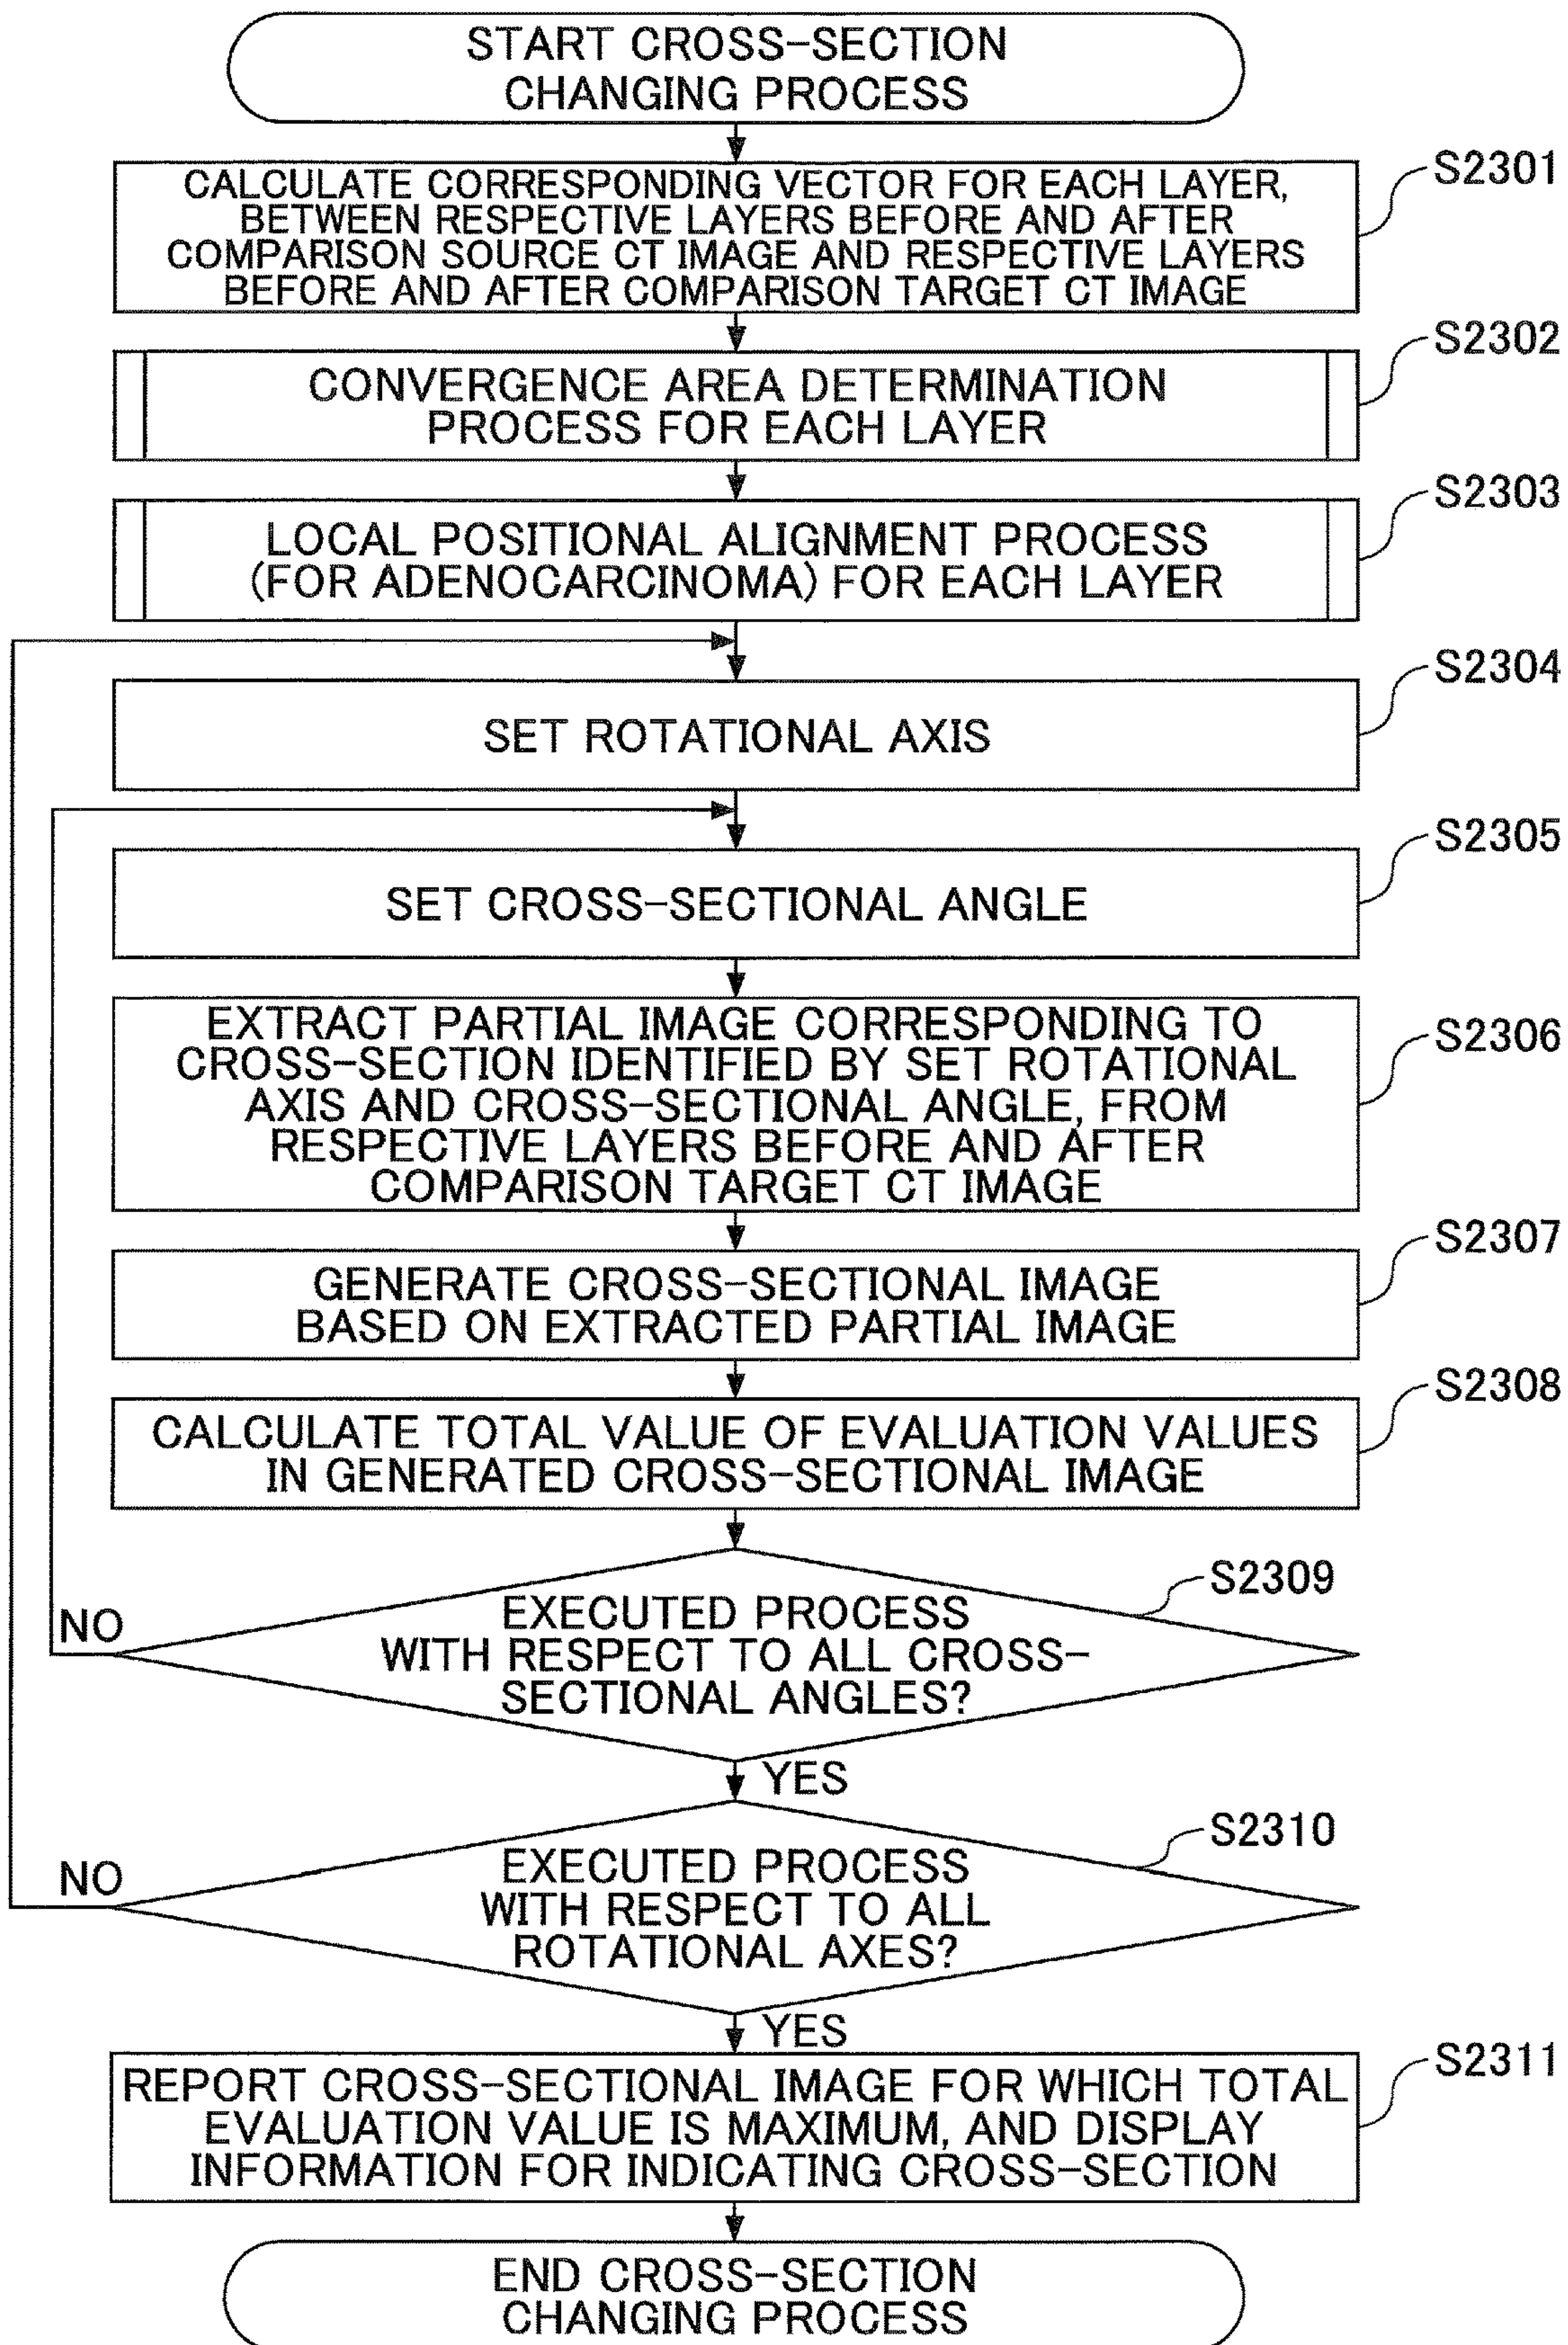 START CROSS-SECTION
CHANGING PROCESS
S2301
CALCULATE CORRESPONDING VECTOR FOR EACH LAYER,
BETWEEN RESPECTIVE LAYERS BEFORE AND AFTER
COMPARISON SOURCE CT IMAGE AND RESPECTIVE LAYERS
BEFORE AND AFTER COMPARISON TARGET CT IMAGE
S2302
CONVERGENCE AREA DETERMINATION
PROCESS FOR EACH LAYER
S2303
LOCAL POSITIONAL ALIGNMENT PROCESS
(FOR ADENOCARCINOMA) FOR EACH LAYER
S2304
SET ROTATIONAL AXIS
S2305
SET CROSS-SECTIONAL ANGLE
S2306
EXTRACT PARTIAL IMAGE CORRESPONDING TO
CROSS-SECTION IDENTIFIED BY SET ROTATIONAL
AXIS AND CROSS-SECTIONAL ANGLE, FROM
RESPECTIVE LAYERS BEFORE AND AFTER
COMPARISON TARGET CT IMAGE
S2307
GENERATE CROSS-SECTIONAL IMAGE
BASED ON EXTRACTED PARTIAL IMAGE
S2308
CALCULATE TOTAL VALUE OF EVALUATION VALUES
IN GENERATED CROSS-SECTIONAL IMAGE
S2309
EXECUTED PROCESS
WITH RESPECT TO ALL CROSS-
SECTIONAL ANGLES?
NO
YES
S2310
EXECUTED PROCESS
WITH RESPECT TO ALL
ROTATIONAL AXES?
NO
YES
S2311
REPORT CROSS-SECTIONAL IMAGE FOR WHICH TOTAL
EVALUATION VALUE IS MAXIMUM, AND DISPLAY
INFORMATION FOR INDICATING CROSS-SECTION
END CROSS-SECTION
CHANGING PROCESS